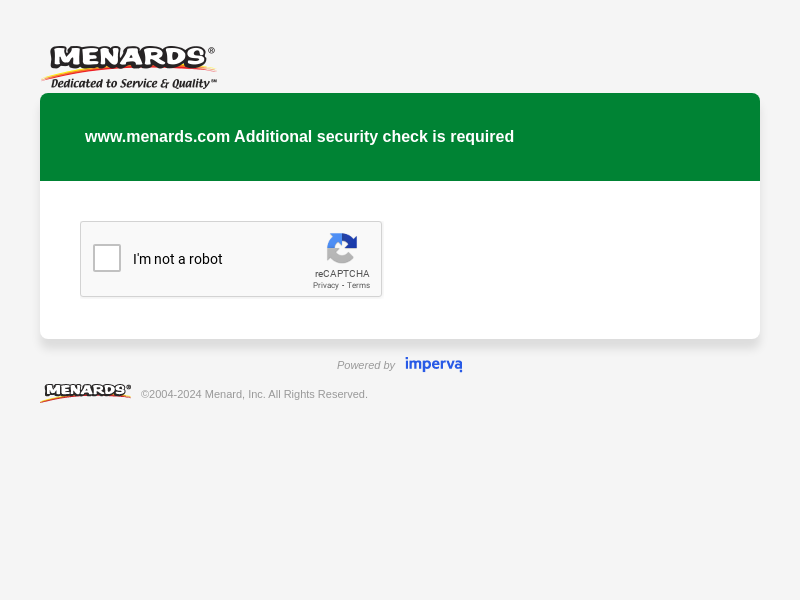 MENARDS®
Dedicated to Service & Quality℠
www.menards.com Additional security check is required
I'm not a robot
reCAPTCHA
Privacy - Terms
Powered by imperva
MENARDS® ©2004-2024 Menard, Inc. All Rights Reserved.